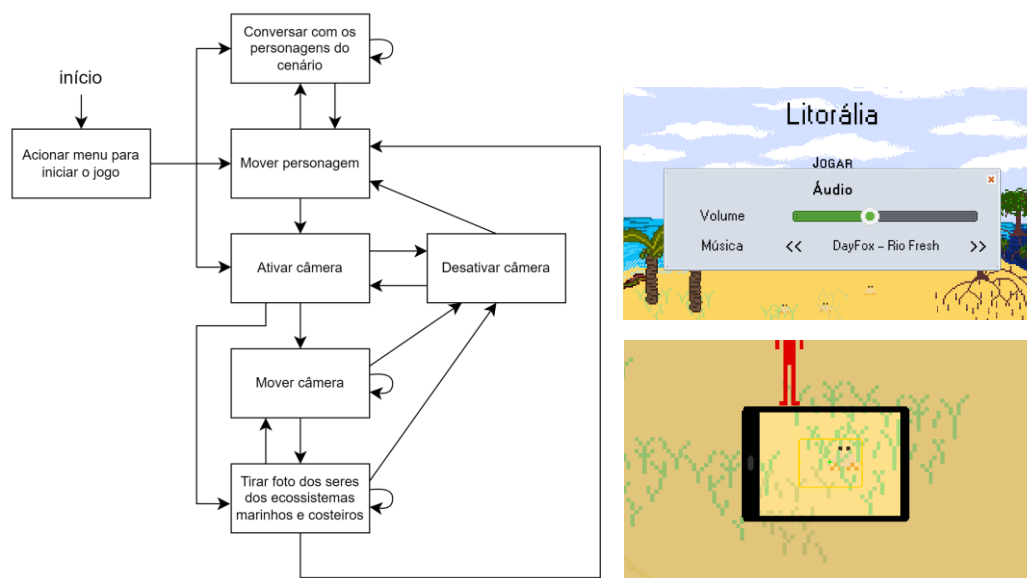 Conversar com os
personagens do
cenário
início
Acionar menu para
iniciar o jogo
Mover personagem
Ativar câmera
Desativar câmera
Mover câmera
Tirar foto dos seres
dos ecossistemas
marinhos e costeiros
Litorália
JOGAR
Áudio
Volume
Música << DayFox - Rio Fresh >>